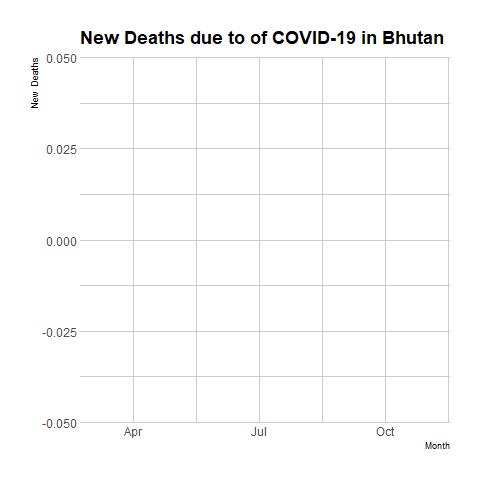 New Deaths due to of COVID-19 in Bhutan
New Deaths
0.050
0.025
0.000
-0.025
-0.050
Apr Jul Oct
Month